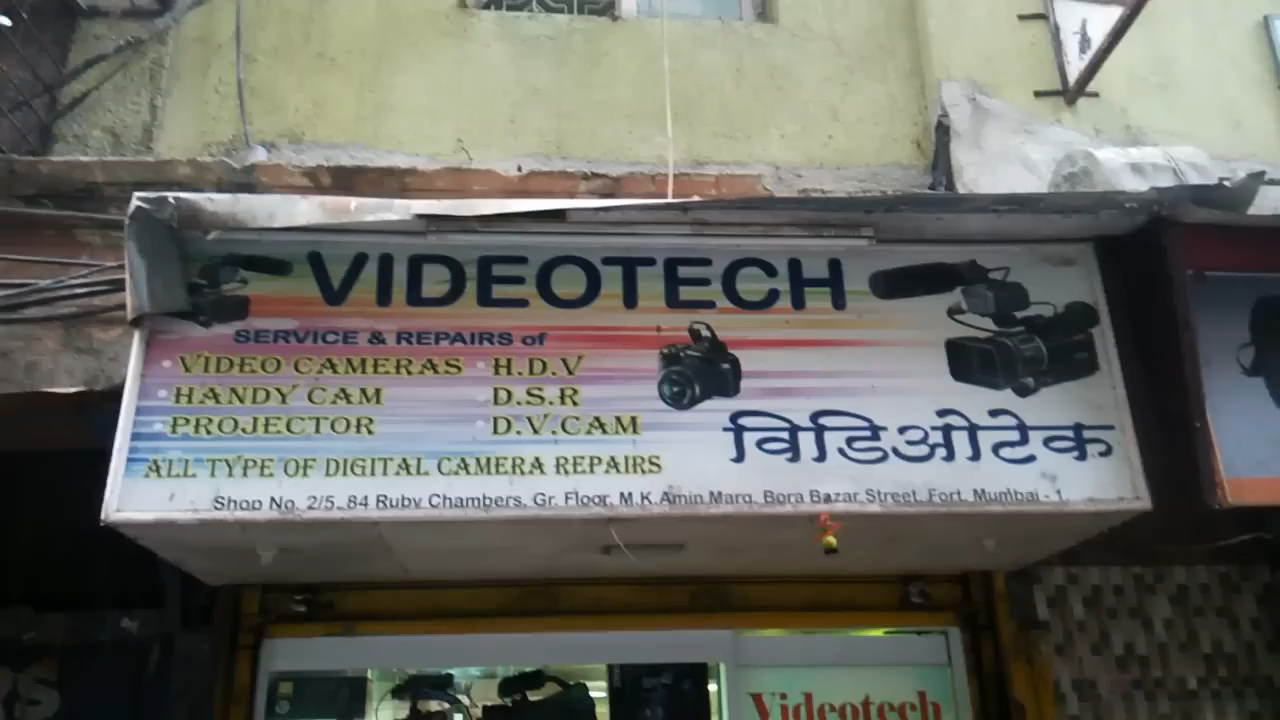 VIDEOTECH
SERVICE & REPAIRS of
• VIDEO CAMERAS • H.D.V
• HANDY CAM • D.S.R
• PROJECTOR • D.V.CAM
ALL TYPE OF DIGITAL CAMERA REPAIRS
विडिओटेक
Shop No. 2/5, 84 Ruby Chambers, Gr. Floor, M.K.Amin Marg, Bora Bazar Street, Fort, Mumbai - 1
Videotech